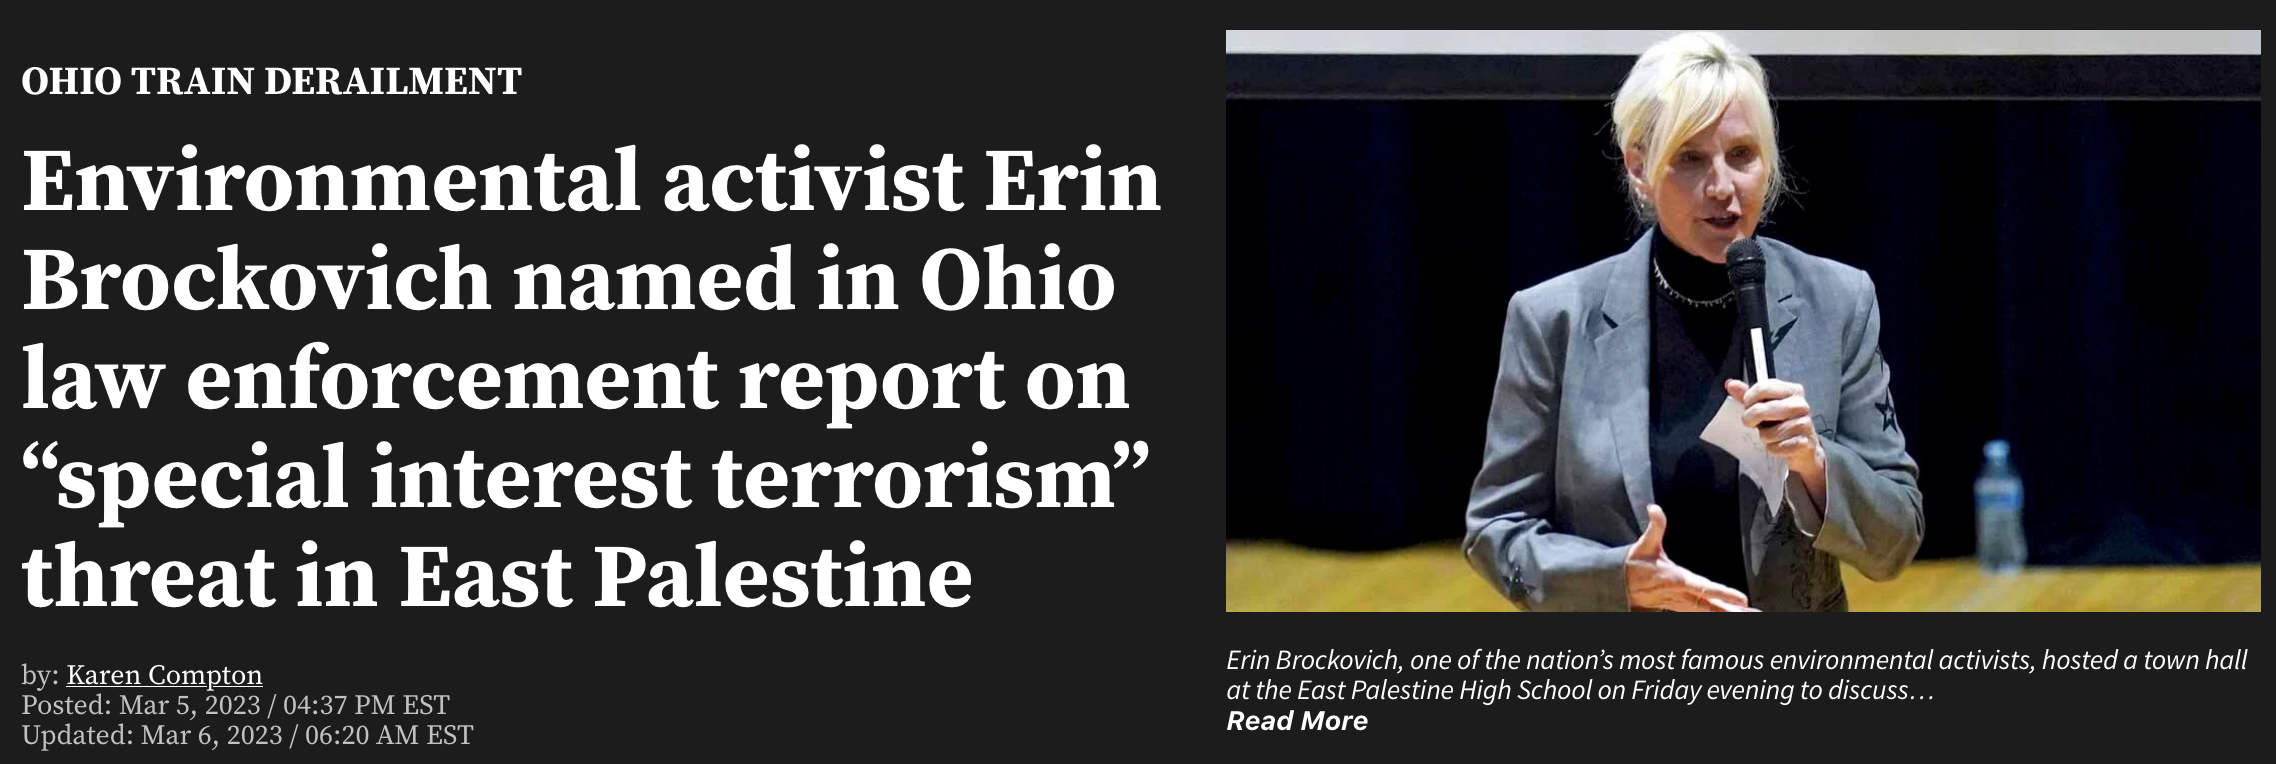 OHIO TRAIN DERAILMENT
Environmental activist Erin
Brockovich named in Ohio
law enforcement report on
“special interest terrorism”
threat in East Palestine
by: Karen Compton
Posted: Mar 5, 2023 / 04:37 PM EST
Updated: Mar 6, 2023 / 06:20 AM EST
Erin Brockovich, one of the nation’s most famous environmental activists, hosted a town hall
at the East Palestine High School on Friday evening to discuss…
Read More